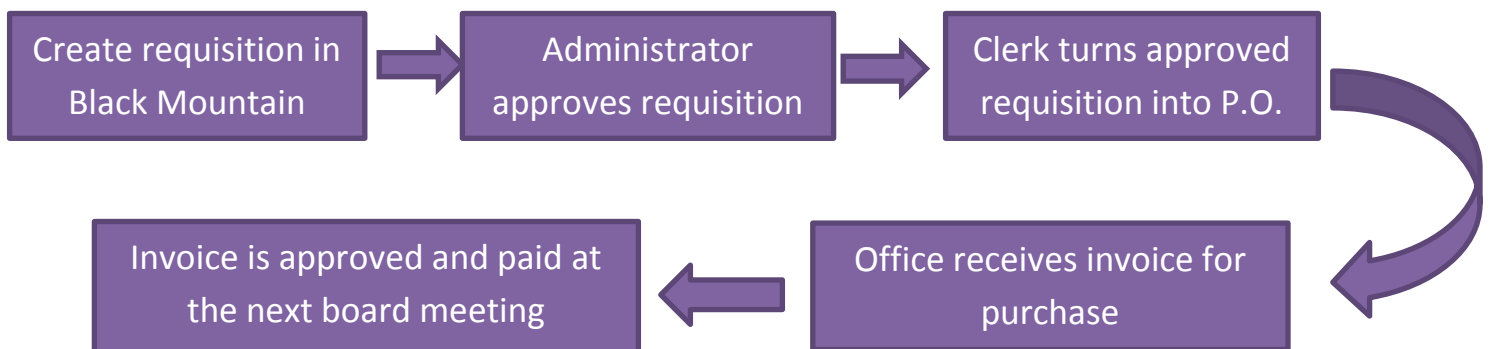 Create requisition in
Black Mountain
Administrator
approves requisition
Clerk turns approved
requisition into P.O.
Office receives invoice for
purchase
Invoice is approved and paid at
the next board meeting